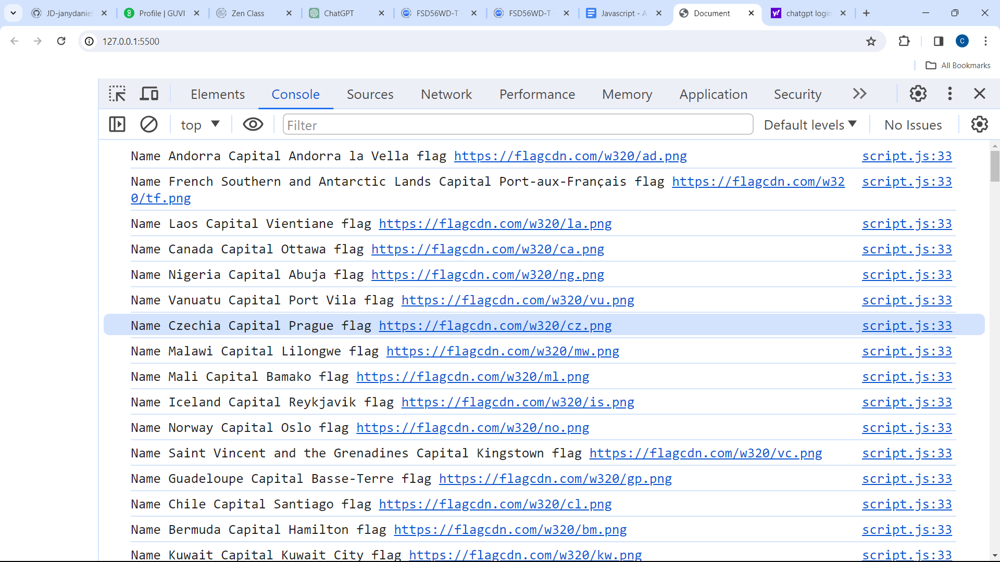 JD-janydaniel
Profile | GUVI
Zen Class
ChatGPT
FSD56WD-T -
FSD56WD-T -
Javascript - A
Document
chatgpt login
127.0.0.1:5500
C
All Bookmarks
Elements Console Sources Network Performance Memory Application Security
top Filter Default levels No Issues
Name Andorra Capital Andorra la Vella flag https://flagcdn.com/w320/ad.png script.js:33
Name French Southern and Antarctic Lands Capital Port-aux-Français flag https://flagcdn.com/w32 script.js:33
0/tf.png
Name Laos Capital Vientiane flag https://flagcdn.com/w320/la.png script.js:33
Name Canada Capital Ottawa flag https://flagcdn.com/w320/ca.png script.js:33
Name Nigeria Capital Abuja flag https://flagcdn.com/w320/ng.png script.js:33
Name Vanuatu Capital Port Vila flag https://flagcdn.com/w320/vu.png script.js:33
Name Czechia Capital Prague flag https://flagcdn.com/w320/cz.png script.js:33
Name Malawi Capital Lilongwe flag https://flagcdn.com/w320/mw.png script.js:33
Name Mali Capital Bamako flag https://flagcdn.com/w320/ml.png script.js:33
Name Iceland Capital Reykjavik flag https://flagcdn.com/w320/is.png script.js:33
Name Norway Capital Oslo flag https://flagcdn.com/w320/no.png script.js:33
Name Saint Vincent and the Grenadines Capital Kingstown flag https://flagcdn.com/w320/vc.png script.js:33
Name Guadeloupe Capital Basse-Terre flag https://flagcdn.com/w320/gp.png script.js:33
Name Chile Capital Santiago flag https://flagcdn.com/w320/cl.png script.js:33
Name Bermuda Capital Hamilton flag https://flagcdn.com/w320/bm.png script.js:33
Name Kuwait Capital Kuwait City flag https://flagcdn.com/w320/kw.png script.js:33